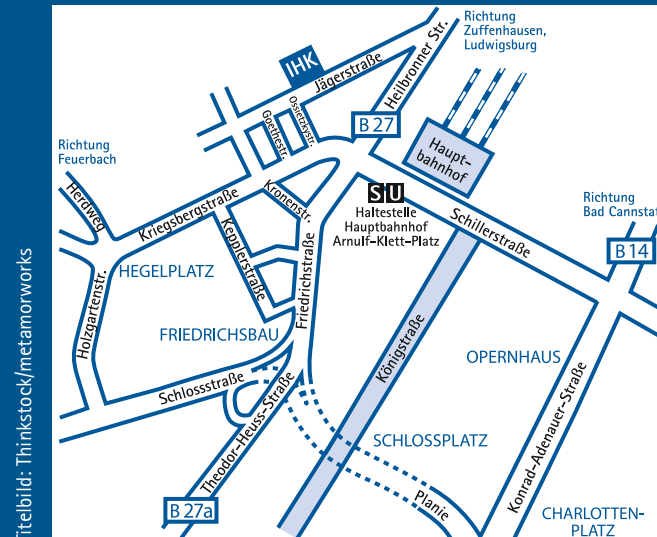 Richtung
Zuffenhausen,
Ludwigsburg
Heilbronner Str.
IHK
Jägerstraße
Ossietzkystr.
Goethestr.
B 27
Haupt-
bahnhof
Richtung
Feuerbach
Herdweg
Kriegsbergstraße
Kronenstr.
S U
Haltestelle
Hauptbahnhof
Arnulf-Klett-Platz
Schillerstraße
Richtung
Bad Cannstat
B 14
Kepplerstraße
HEGELPLATZ
Holzgartenstr.
Friedrichstraße
FRIEDRICHSBAU
Königstraße
OPERNHAUS
Schlossstraße
Theodor-Heuss-Straße
SCHLOSSPLATZ
Konrad-Adenauer-Straße
Planie
B 27a
CHARLOTTEN-
PLATZ
Titelbild: Thinkstock/metamorworks